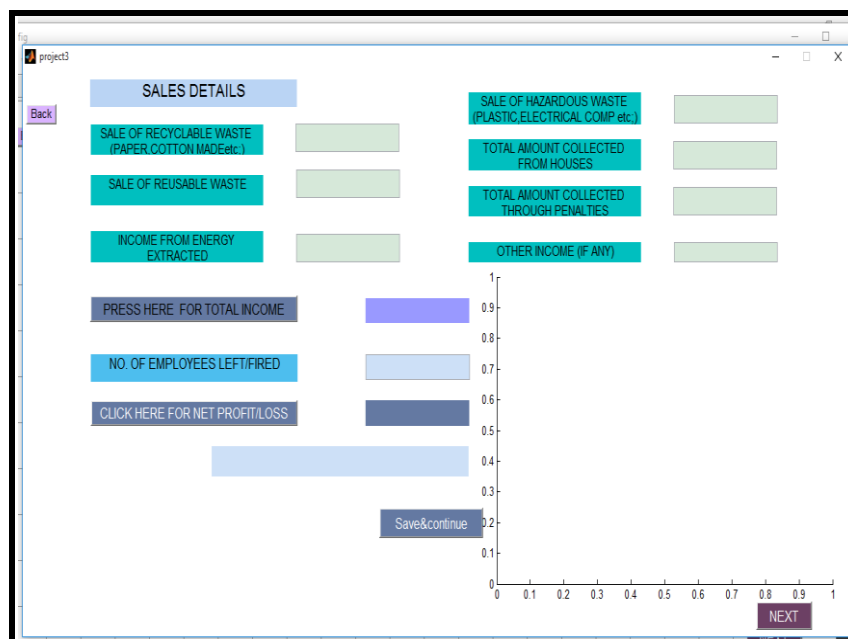 fig
project3
SALES DETAILS
Back
SALE OF RECYCLABLE WASTE
(PAPER,COTTON MADEetc;)
SALE OF REUSABLE WASTE
INCOME FROM ENERGY
EXTRACTED
SALE OF HAZARDOUS WASTE
(PLASTIC,ELECTRICAL COMP etc;)
TOTAL AMOUNT COLLECTED
FROM HOUSES
TOTAL AMOUNT COLLECTED
THROUGH PENALTIES
OTHER INCOME (IF ANY)
PRESS HERE FOR TOTAL INCOME
NO. OF EMPLOYEES LEFT/FIRED
CLICK HERE FOR NET PROFIT/LOSS
Save&continue
1
0.9
0.8
0.7
0.6
0.5
0.4
0.3
0.2
0.1
0
0 0.1 0.2 0.3 0.4 0.5 0.6 0.7 0.8 0.9 1
NEXT